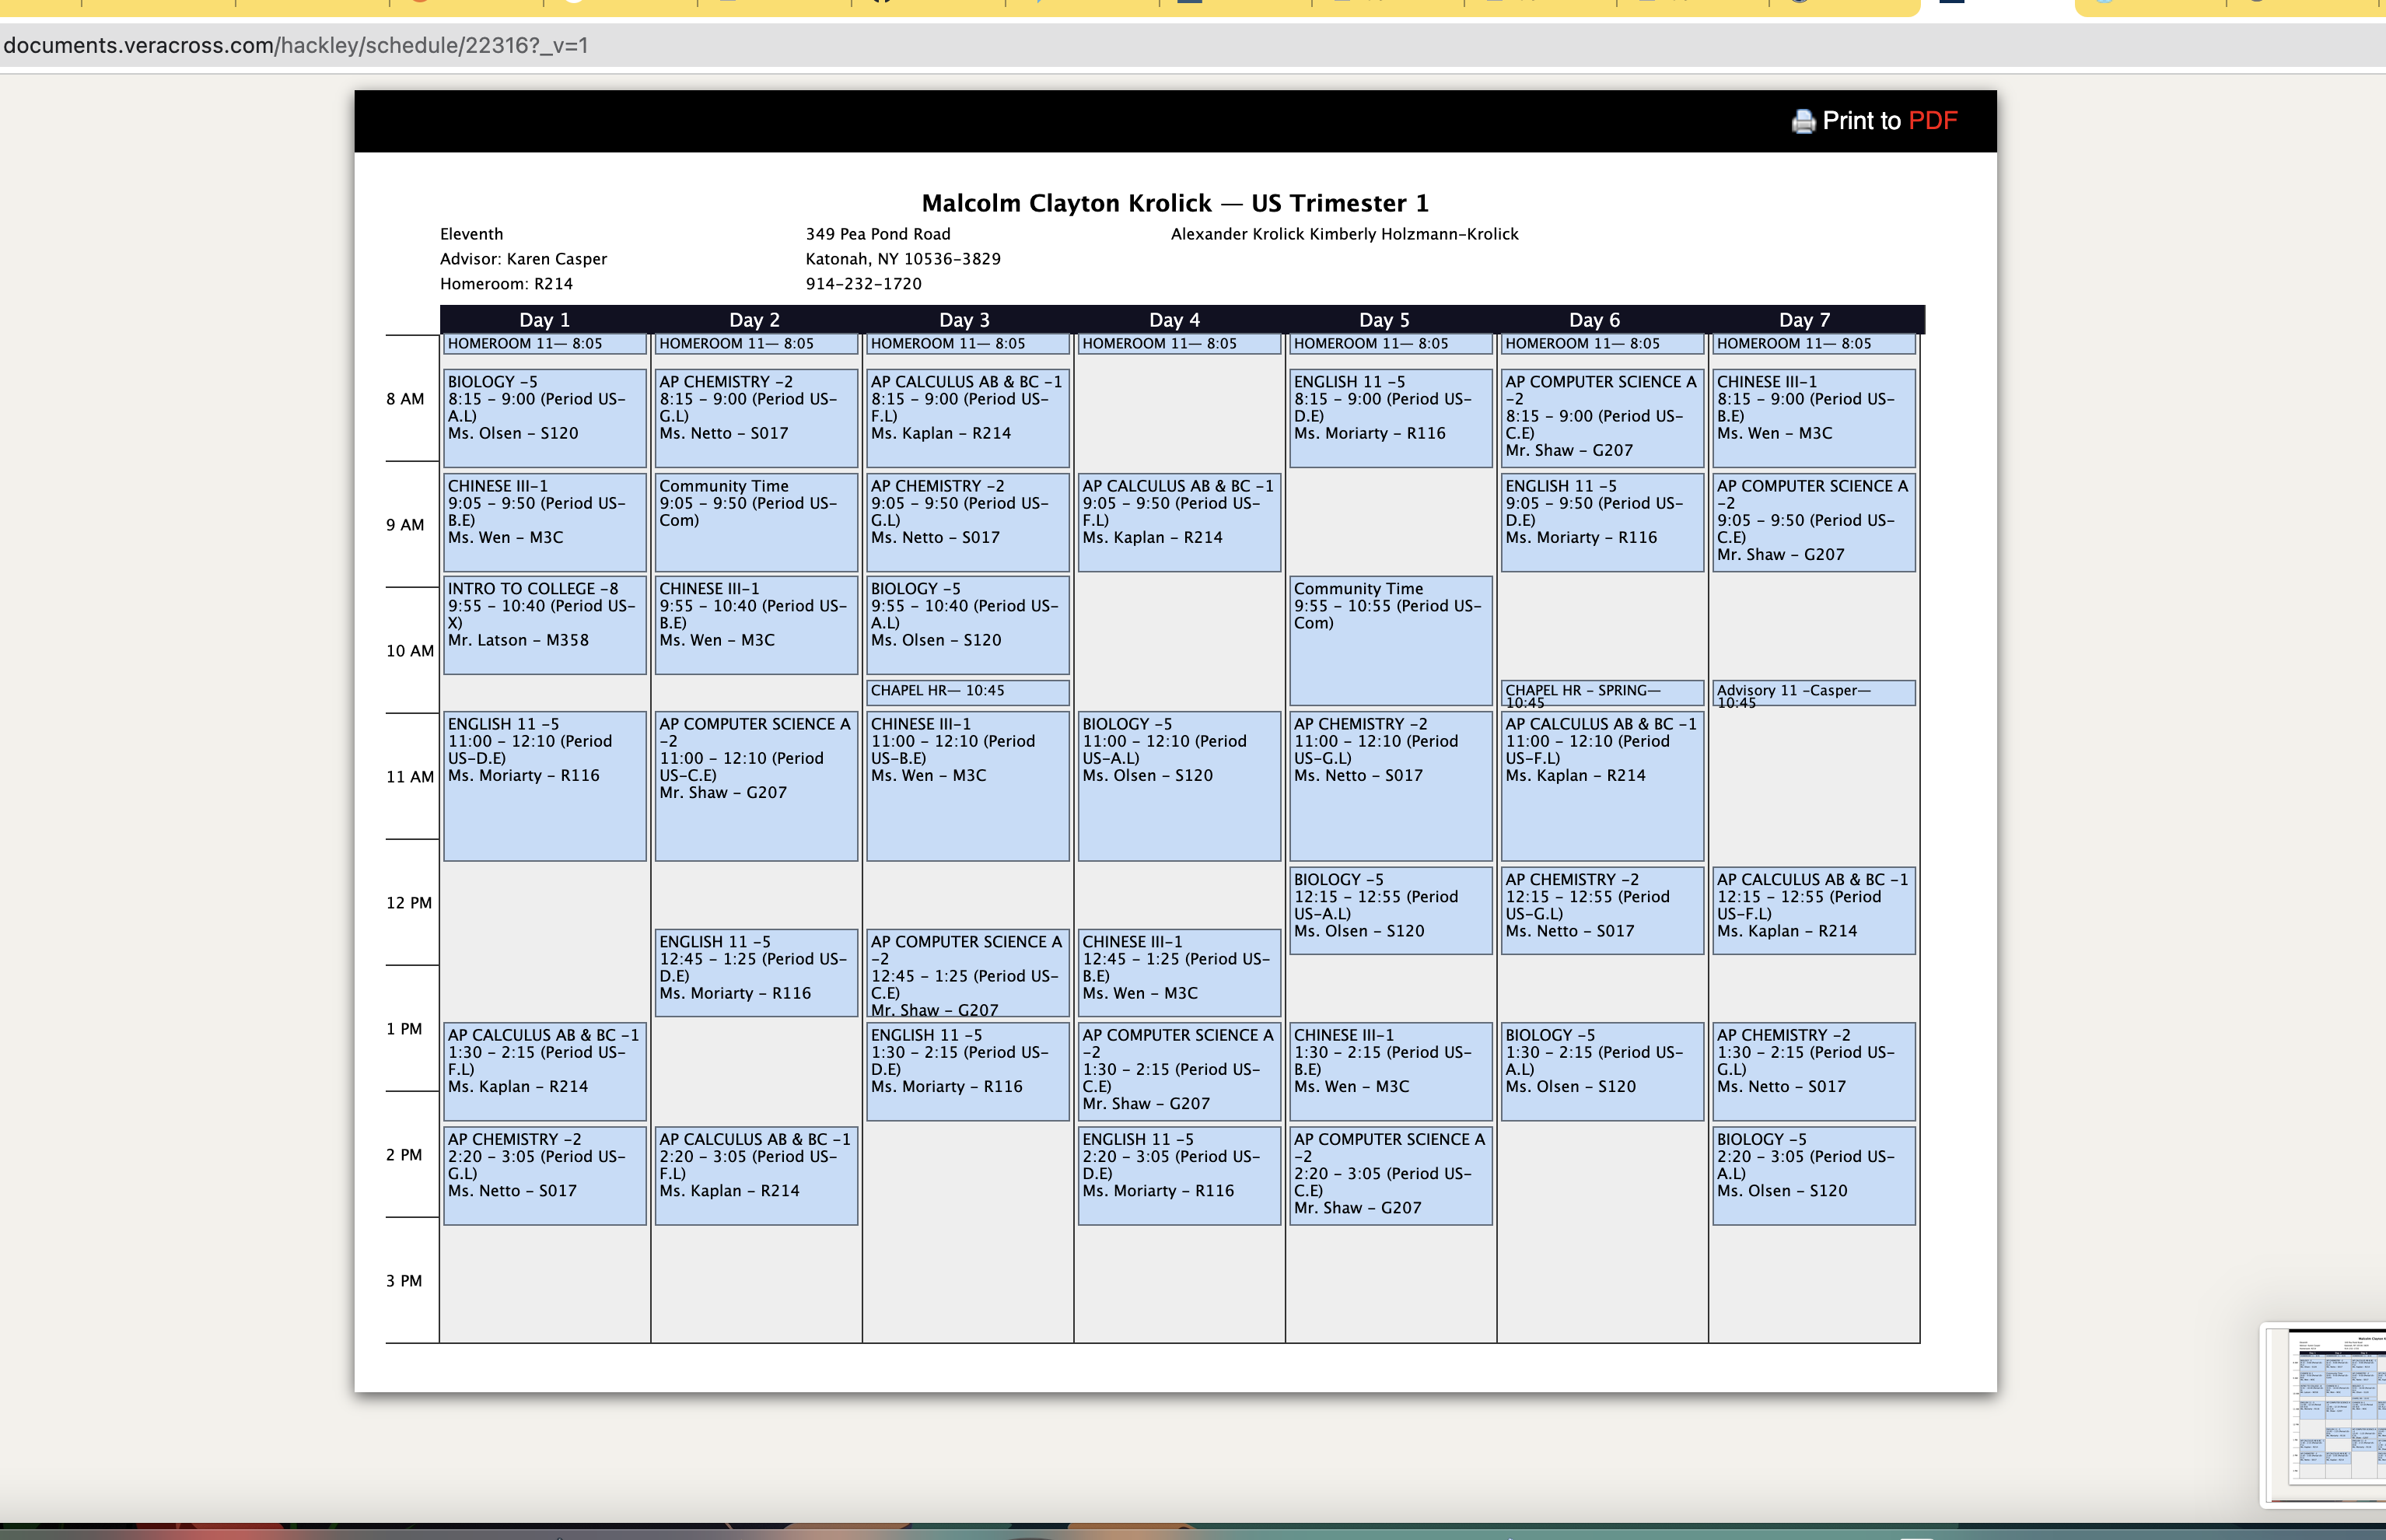 documents.veracross.com/hackley/schedule/22316?_v=1
Print to PDF
Malcolm Clayton Krolick — US Trimester 1
Eleventh
Advisor: Karen Casper
Homeroom: R214
349 Pea Pond Road
Katonah, NY 10536-3829
914-232-1720
Alexander Krolick Kimberly Holzmann-Krolick
Day 1
Day 2
Day 3
Day 4
Day 5
Day 6
Day 7
8 AM
9 AM
10 AM
11 AM
12 PM
1 PM
2 PM
3 PM
HOMEROOM 11— 8:05
BIOLOGY -5
8:15 - 9:00 (Period US-
A.L)
Ms. Olsen - S120
CHINESE III-1
9:05 - 9:50 (Period US-
B.E)
Ms. Wen - M3C
INTRO TO COLLEGE -8
9:55 - 10:40 (Period US-
X)
Mr. Latson - M358
ENGLISH 11 -5
11:00 - 12:10 (Period
US-D.E)
Ms. Moriarty - R116
AP CALCULUS AB & BC -1
1:30 - 2:15 (Period US-
F.L)
Ms. Kaplan - R214
AP CHEMISTRY -2
2:20 - 3:05 (Period US-
G.L)
Ms. Netto - S017
HOMEROOM 11— 8:05
AP CHEMISTRY -2
8:15 - 9:00 (Period US-
G.L)
Ms. Netto - S017
Community Time
9:05 - 9:50 (Period US-
Com)
CHINESE III-1
9:55 - 10:40 (Period US-
B.E)
Ms. Wen - M3C
AP COMPUTER SCIENCE A
-2
11:00 - 12:10 (Period
US-C.E)
Mr. Shaw - G207
ENGLISH 11 -5
12:45 - 1:25 (Period US-
D.E)
Ms. Moriarty - R116
AP CALCULUS AB & BC -1
2:20 - 3:05 (Period US-
F.L)
Ms. Kaplan - R214
HOMEROOM 11— 8:05
AP CALCULUS AB & BC -1
8:15 - 9:00 (Period US-
F.L)
Ms. Kaplan - R214
AP CHEMISTRY -2
9:05 - 9:50 (Period US-
G.L)
Ms. Netto - S017
BIOLOGY -5
9:55 - 10:40 (Period US-
A.L)
Ms. Olsen - S120
CHAPEL HR— 10:45
CHINESE III-1
11:00 - 12:10 (Period
US-B.E)
Ms. Wen - M3C
AP COMPUTER SCIENCE A
-2
12:45 - 1:25 (Period US-
C.E)
Mr. Shaw - G207
ENGLISH 11 -5
1:30 - 2:15 (Period US-
D.E)
Ms. Moriarty - R116
HOMEROOM 11— 8:05
AP CALCULUS AB & BC -1
9:05 - 9:50 (Period US-
F.L)
Ms. Kaplan - R214
BIOLOGY -5
11:00 - 12:10 (Period
US-A.L)
Ms. Olsen - S120
CHINESE III-1
12:45 - 1:25 (Period US-
B.E)
Ms. Wen - M3C
AP COMPUTER SCIENCE A
-2
1:30 - 2:15 (Period US-
C.E)
Mr. Shaw - G207
ENGLISH 11 -5
2:20 - 3:05 (Period US-
D.E)
Ms. Moriarty - R116
HOMEROOM 11— 8:05
ENGLISH 11 -5
8:15 - 9:00 (Period US-
D.E)
Ms. Moriarty - R116
Community Time
9:55 - 10:55 (Period US-
Com)
AP CHEMISTRY -2
11:00 - 12:10 (Period
US-G.L)
Ms. Netto - S017
BIOLOGY -5
12:15 - 12:55 (Period
US-A.L)
Ms. Olsen - S120
CHINESE III-1
1:30 - 2:15 (Period US-
B.E)
Ms. Wen - M3C
AP COMPUTER SCIENCE A
-2
2:20 - 3:05 (Period US-
C.E)
Mr. Shaw - G207
HOMEROOM 11— 8:05
AP COMPUTER SCIENCE A
-2
8:15 - 9:00 (Period US-
C.E)
Mr. Shaw - G207
ENGLISH 11 -5
9:05 - 9:50 (Period US-
D.E)
Ms. Moriarty - R116
CHAPEL HR - SPRING—
10:45
AP CALCULUS AB & BC -1
11:00 - 12:10 (Period
US-F.L)
Ms. Kaplan - R214
AP CHEMISTRY -2
12:15 - 12:55 (Period
US-G.L)
Ms. Netto - S017
BIOLOGY -5
1:30 - 2:15 (Period US-
A.L)
Ms. Olsen - S120
HOMEROOM 11— 8:05
CHINESE III-1
8:15 - 9:00 (Period US-
B.E)
Ms. Wen - M3C
AP COMPUTER SCIENCE A
-2
9:05 - 9:50 (Period US-
C.E)
Mr. Shaw - G207
Advisory 11 -Casper—
10:45
AP CALCULUS AB & BC -1
12:15 - 12:55 (Period
US-F.L)
Ms. Kaplan - R214
AP CHEMISTRY -2
1:30 - 2:15 (Period US-
G.L)
Ms. Netto - S017
BIOLOGY -5
2:20 - 3:05 (Period US-
A.L)
Ms. Olsen - S120